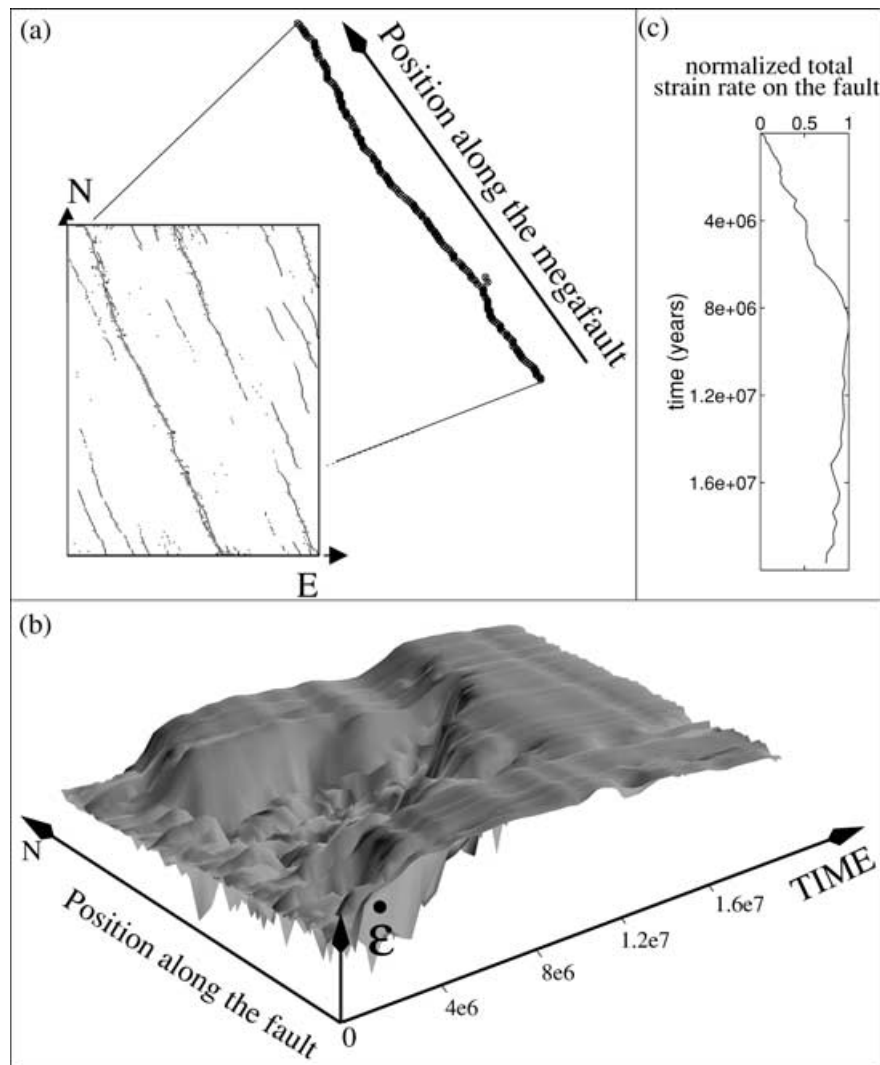 (a)
Position along the megafault
N
E
(c)
normalized total
strain rate on the fault
0 0.5 1
4e+06
8e+06
1.2e+07
1.6e+07
time (years)
(b)
N
Position along the fault
ε̇
0
4e6
8e6
1.2e7
1.6e7
TIME